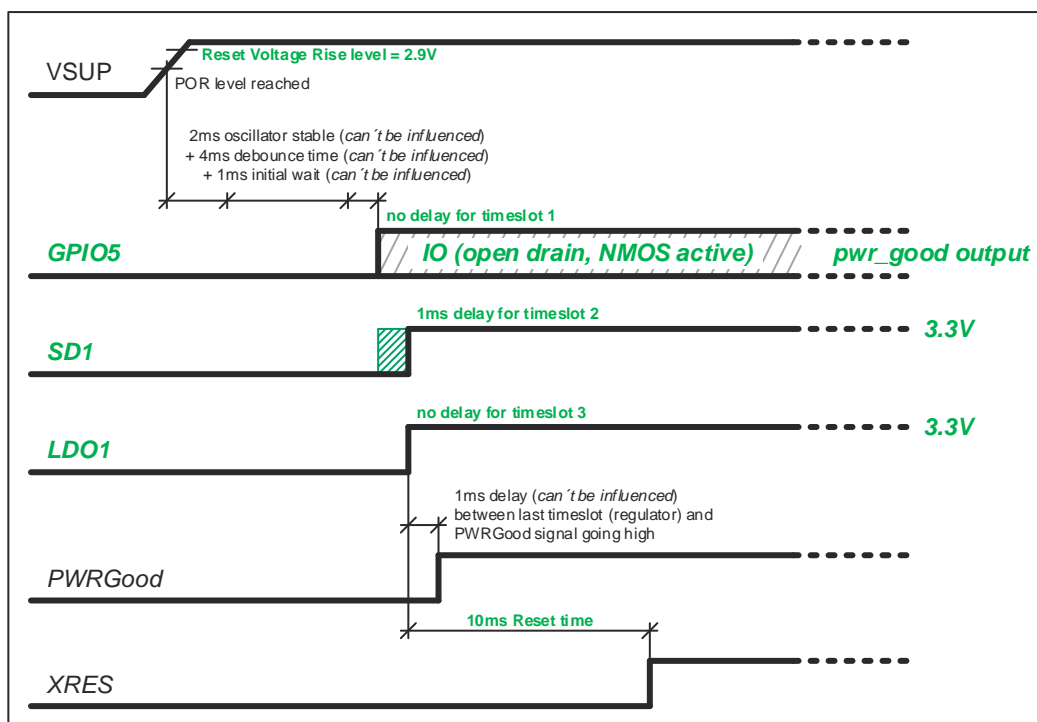 Reset Voltage Rise level = 2.9V
VSUP
POR level reached
2ms oscillator stable (can´t be influenced)
+ 4ms debounce time (can´t be influenced)
+ 1ms initial wait (can´t be influenced)
no delay for timeslot 1
GPIO5
IO (open drain, NMOS active)
pwr_good output
1ms delay for timeslot 2
SD1
3.3V
no delay for timeslot 3
LDO1
3.3V
1ms delay (can´t be influenced)
between last timeslot (regulator) and
PWRGood signal going high
PWRGood
10ms Reset time
XRES